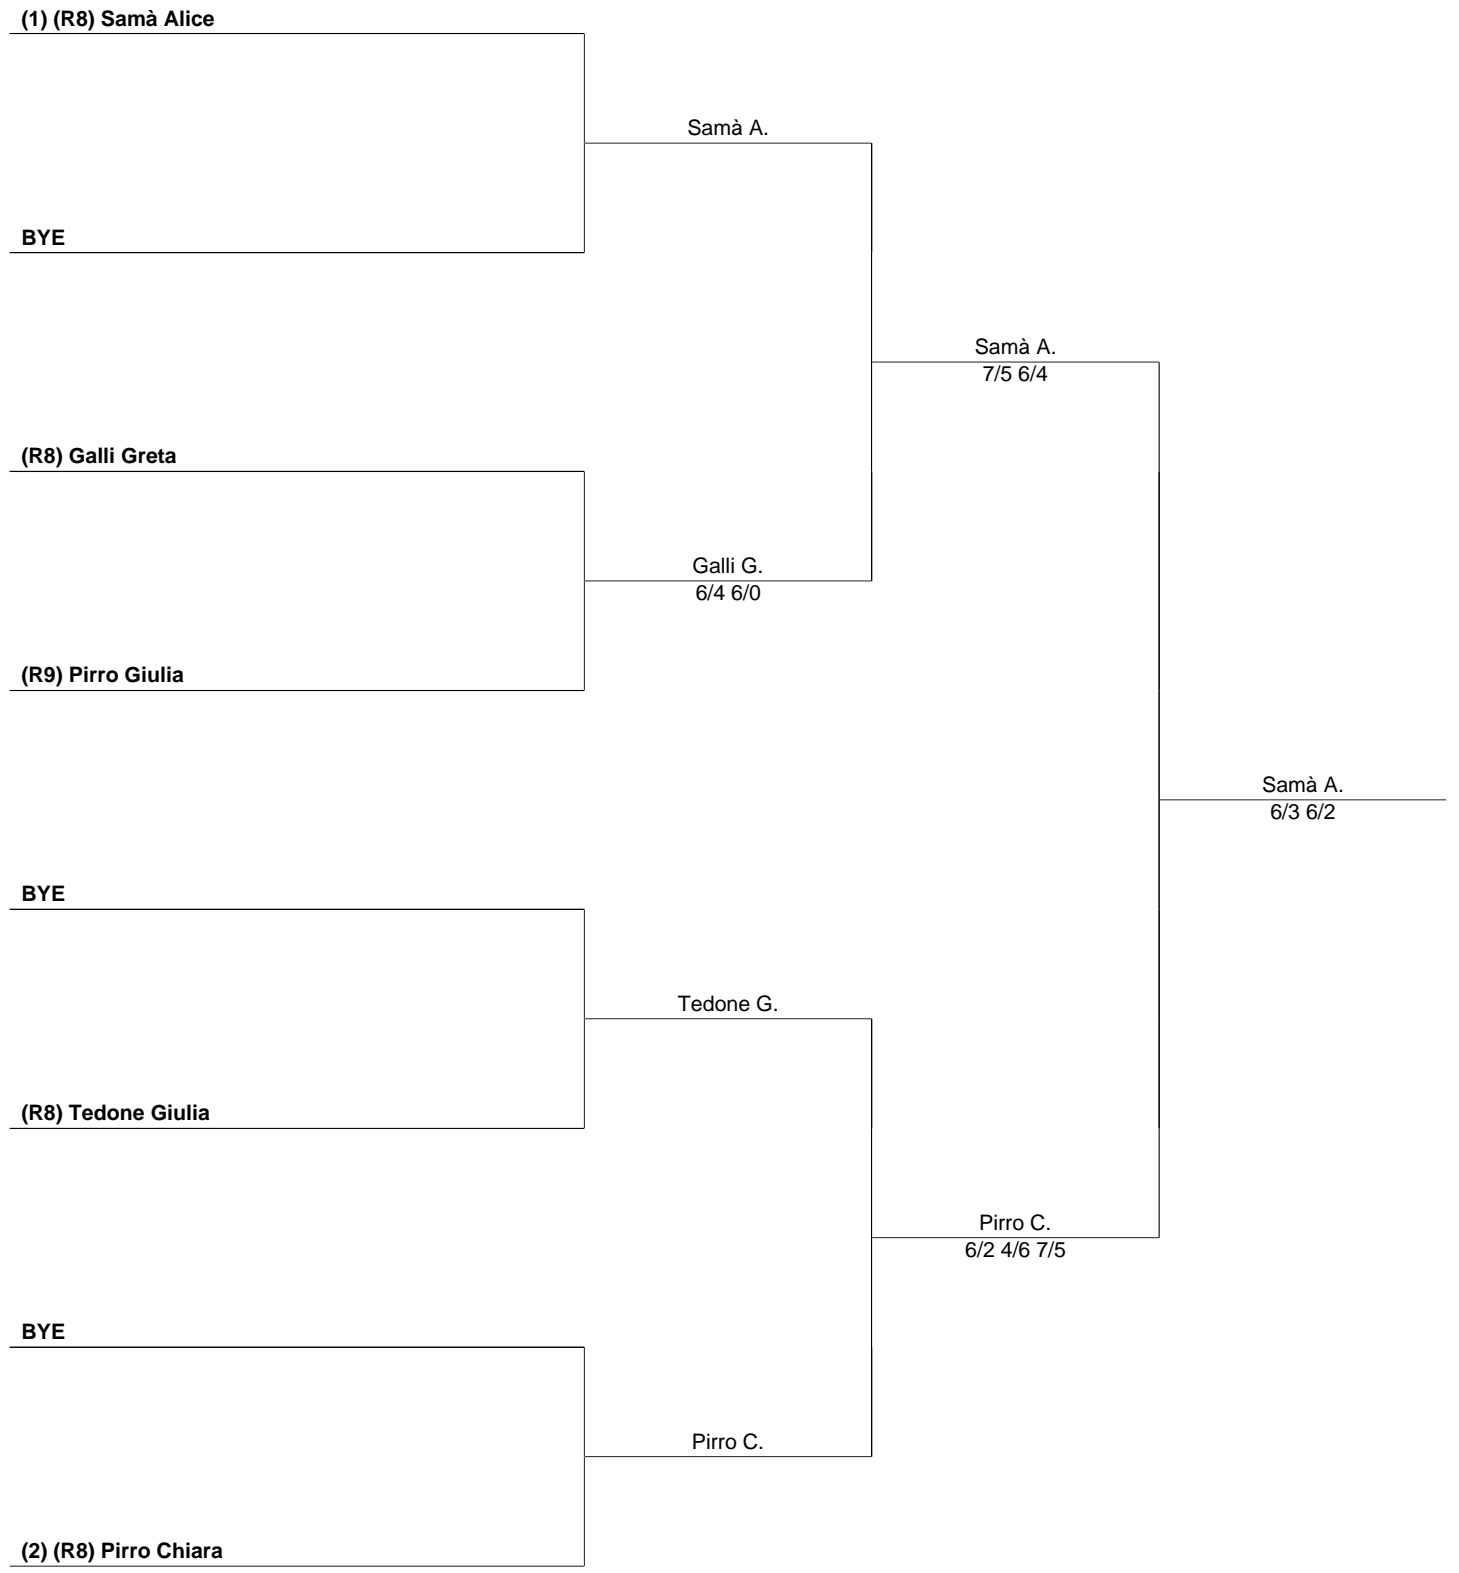 (1) (R8) Samà Alice
Samà A.
BYE
Samà A.
7/5 6/4
(R8) Galli Greta
Galli G.
6/4 6/0
(R9) Pirro Giulia
Samà A.
6/3 6/2
BYE
Tedone G.
(R8) Tedone Giulia
Pirro C.
6/2 4/6 7/5
BYE
Pirro C.
(2) (R8) Pirro Chiara